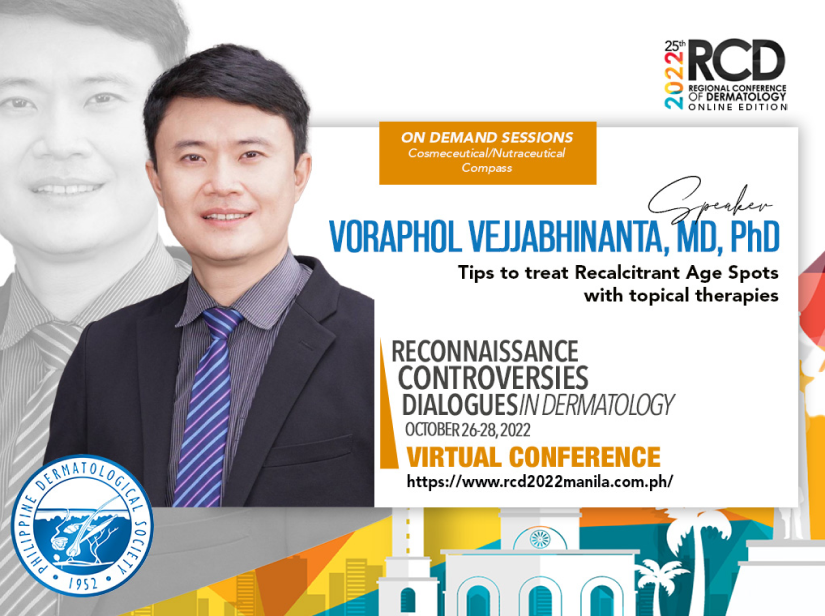 25th
2022
RCD
REGIONAL CONFERENCE
OF DERMATOLOGY
ONLINE EDITION
ON DEMAND SESSIONS
Cosmeceutical/Nutraceutical
Compass
Speaker
VORAPHOL VEJJABHINANTA, MD, PhD
Tips to treat Recalcitrant Age Spots
with topical therapies
RECONNAISSANCE
CONTROVERSIES
DIALOGUES IN DERMATOLOGY
OCTOBER 26-28, 2022
VIRTUAL CONFERENCE
https://www.rcd2022manila.com.ph/
PHILIPPINE DERMATOLOGICAL SOCIETY
• 1952 •